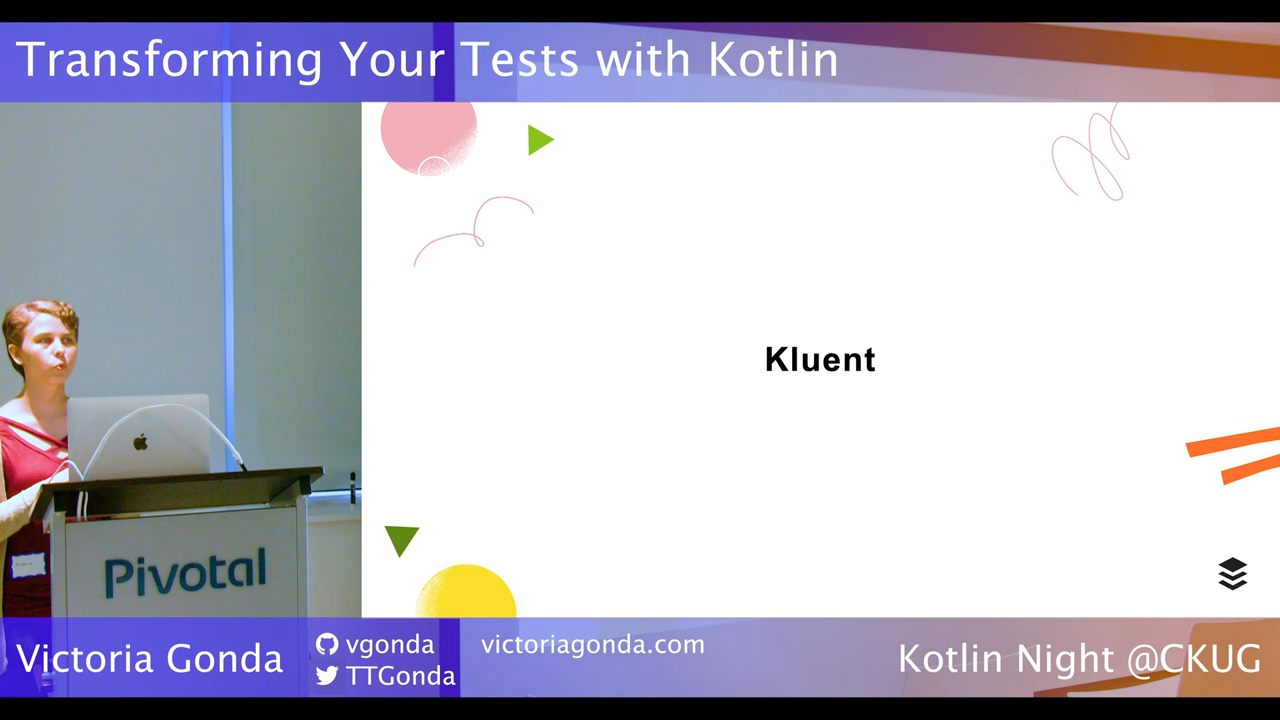 Transforming Your Tests with Kotlin
Kluent
Pivotal
Victoria Gonda
vgonda
TTGonda
victoriagonda.com
Kotlin Night @CKUG